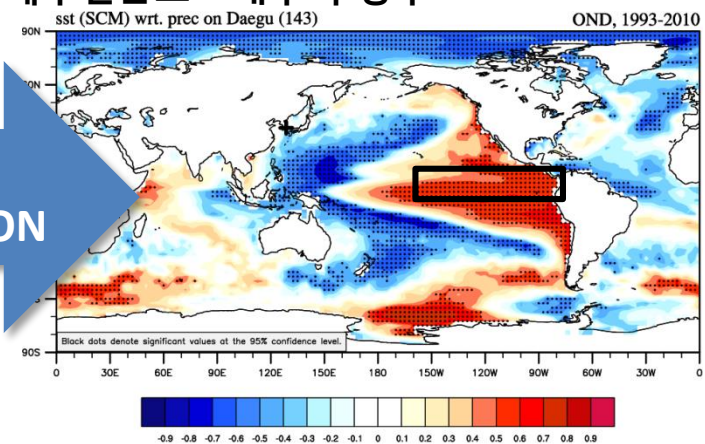 sst (SCM) wrt. prec on Daegu (143) OND, 1993-2010
90N
ON
90S
Black dots denote significant values at the 95% confidence level.
0 30E 60E 90E 120E 150E 180 150W 120W 90W 60W 30W 0
-0.9 -0.8 -0.7 -0.6 -0.5 -0.4 -0.3 -0.2 -0.1 0 0.1 0.2 0.3 0.4 0.5 0.6 0.7 0.8 0.9